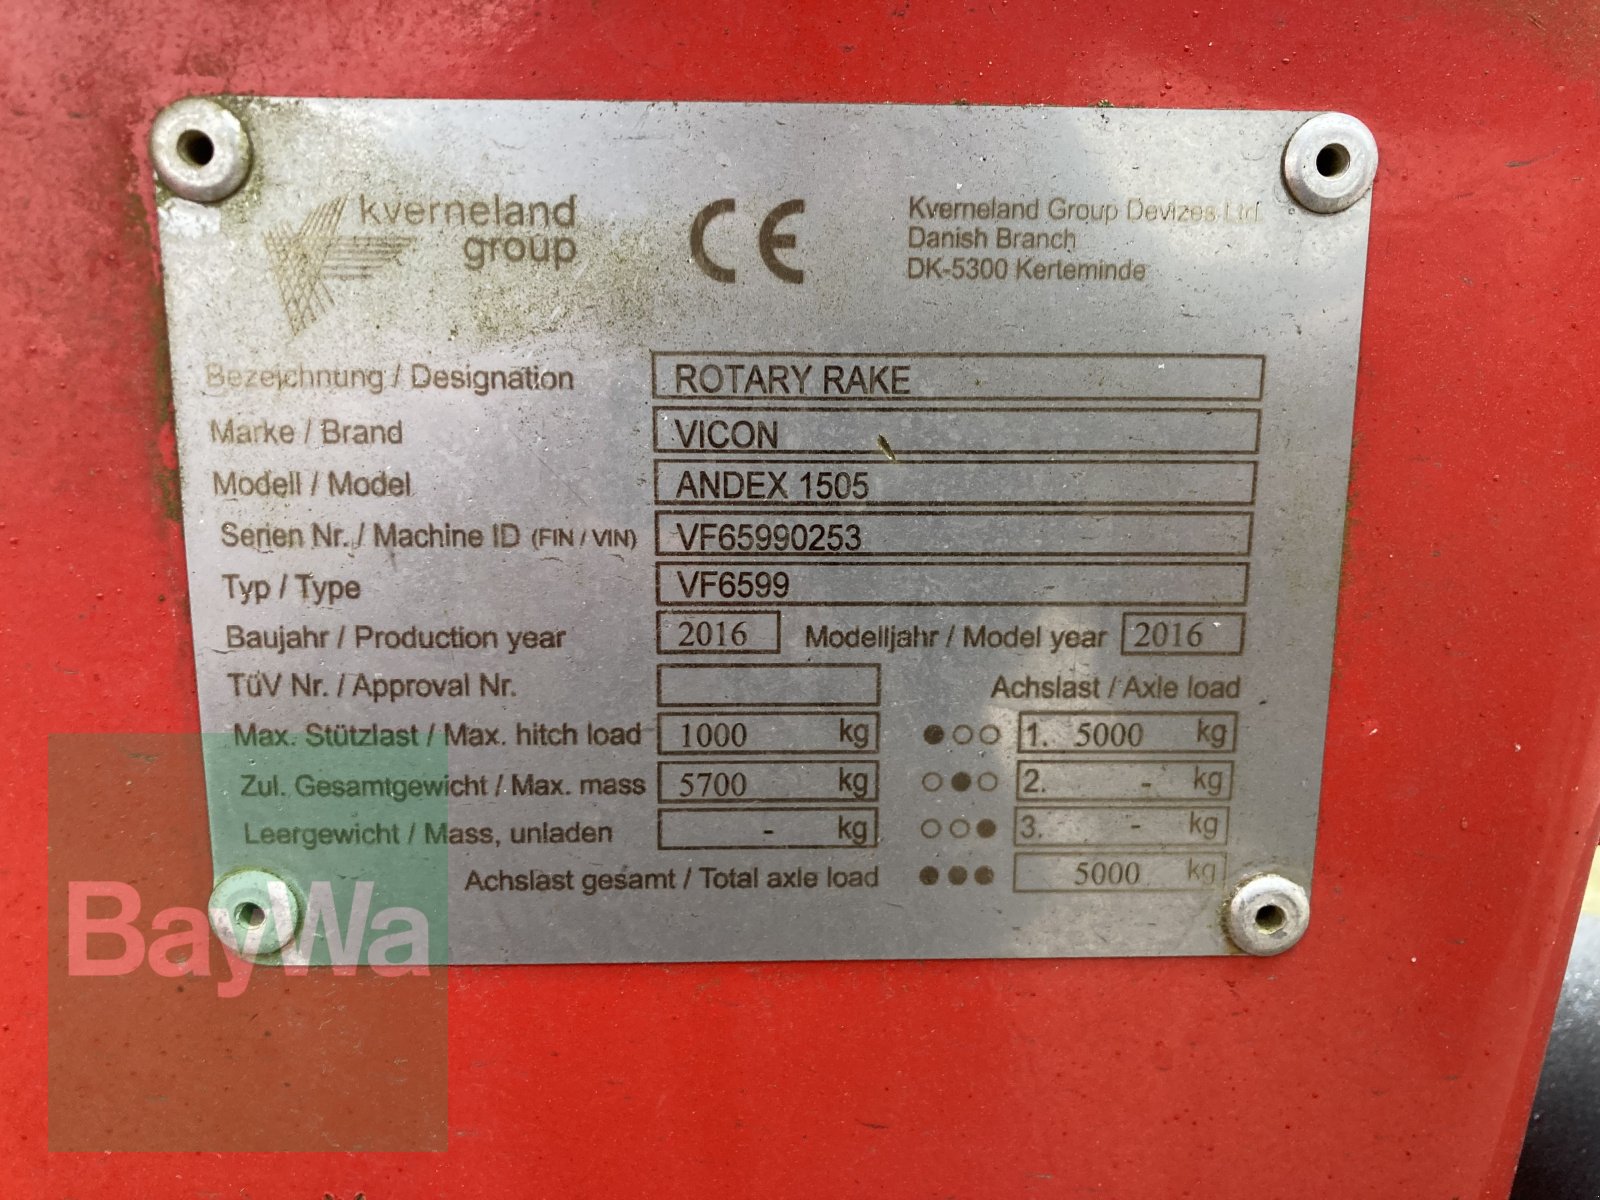 kverneland
group
CE
Kverneland Group Devizes Ltd.
Danish Branch
DK-5300 Kerteminde
Bezeichnung / Designation ROTARY RAKE
Marke / Brand VICON
Modell / Model ANDEX 1505
Serien Nr. / Machine ID (FIN / VIN) VF65990253
Typ / Type VF6599
Baujahr / Production year 2016 Modelljahr / Model year 2016
TüV Nr. / Approval Nr. Achslast / Axle load
Max. Stützlast / Max. hitch load 1000 kg ●○○ 1. 5000 kg
Zul. Gesamtgewicht / Max. mass 5700 kg ○●○ 2. - kg
Leergewicht / Mass, unladen - kg ○○● 3. - kg
Achslast gesamt / Total axle load ●●● 5000 kg
BayWa